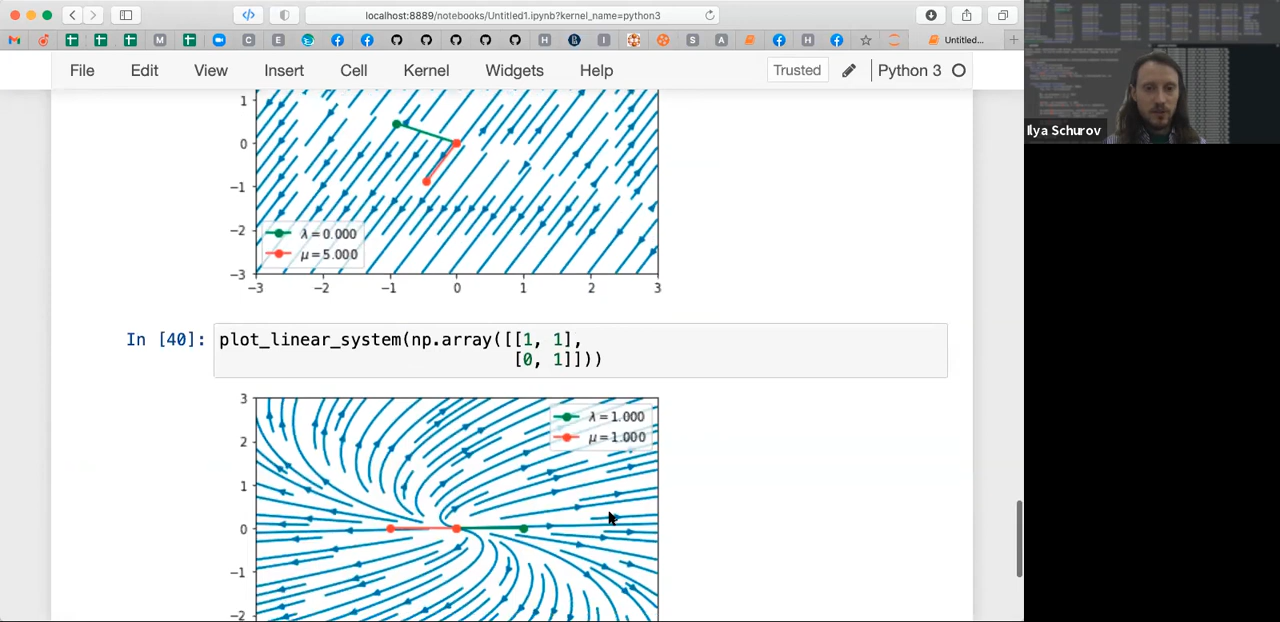 localhost:8889/notebooks/Untitled1.ipynb?kernel_name=python3
M C E H I S A H Untitled...
File Edit View Insert Cell Kernel Widgets Help Trusted Python 3
Ilya Schurov
1
0
−1
−2
−3
λ = 0.000
μ = 5.000
−3 −2 −1 0 1 2 3
In [40]: plot_linear_system(np.array([[1, 1],
[0, 1]]))
3
2
1
0
−1
−2
λ = 1.000
μ = 1.000